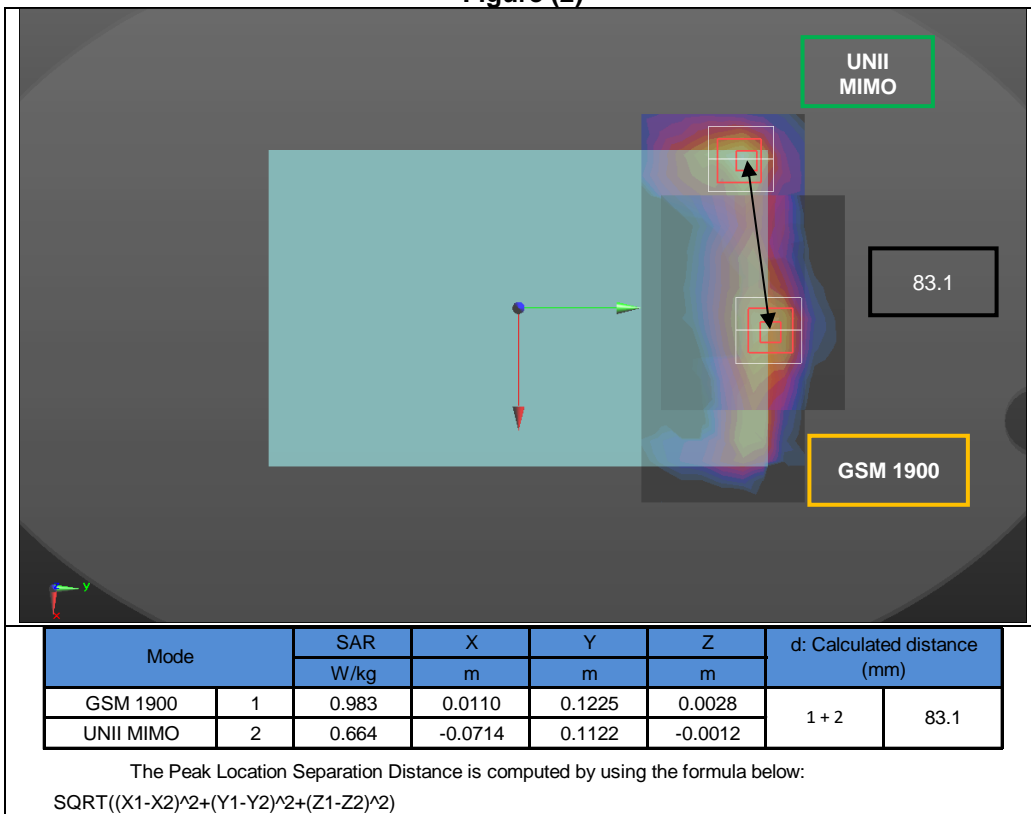 Figure (2)
UNII
MIMO
83.1
GSM 1900
y
x
Mode SAR X Y Z d: Calculated distance
(mm)
W/kg m m m
GSM 1900 1 0.983 0.0110 0.1225 0.0028 1 + 2 83.1
UNII MIMO 2 0.664 -0.0714 0.1122 -0.0012
The Peak Location Separation Distance is computed by using the formula below:
SQRT((X1-X2)^2+(Y1-Y2)^2+(Z1-Z2)^2)